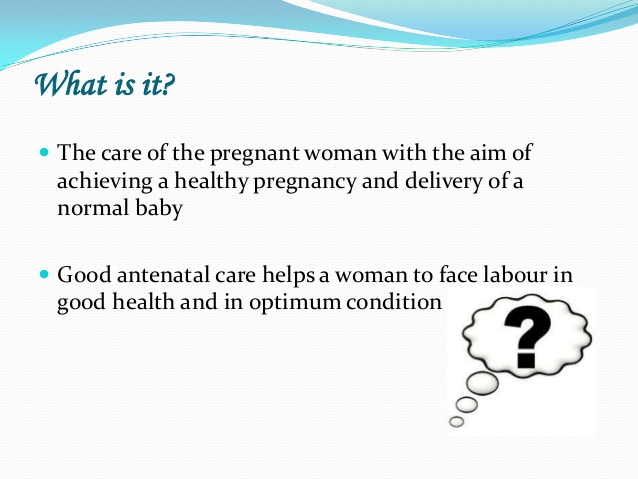 What is it?
The care of the pregnant woman with the aim of
achieving a healthy pregnancy and delivery of a
normal baby
Good antenatal care helps a woman to face labour in
good health and in optimum condition
?